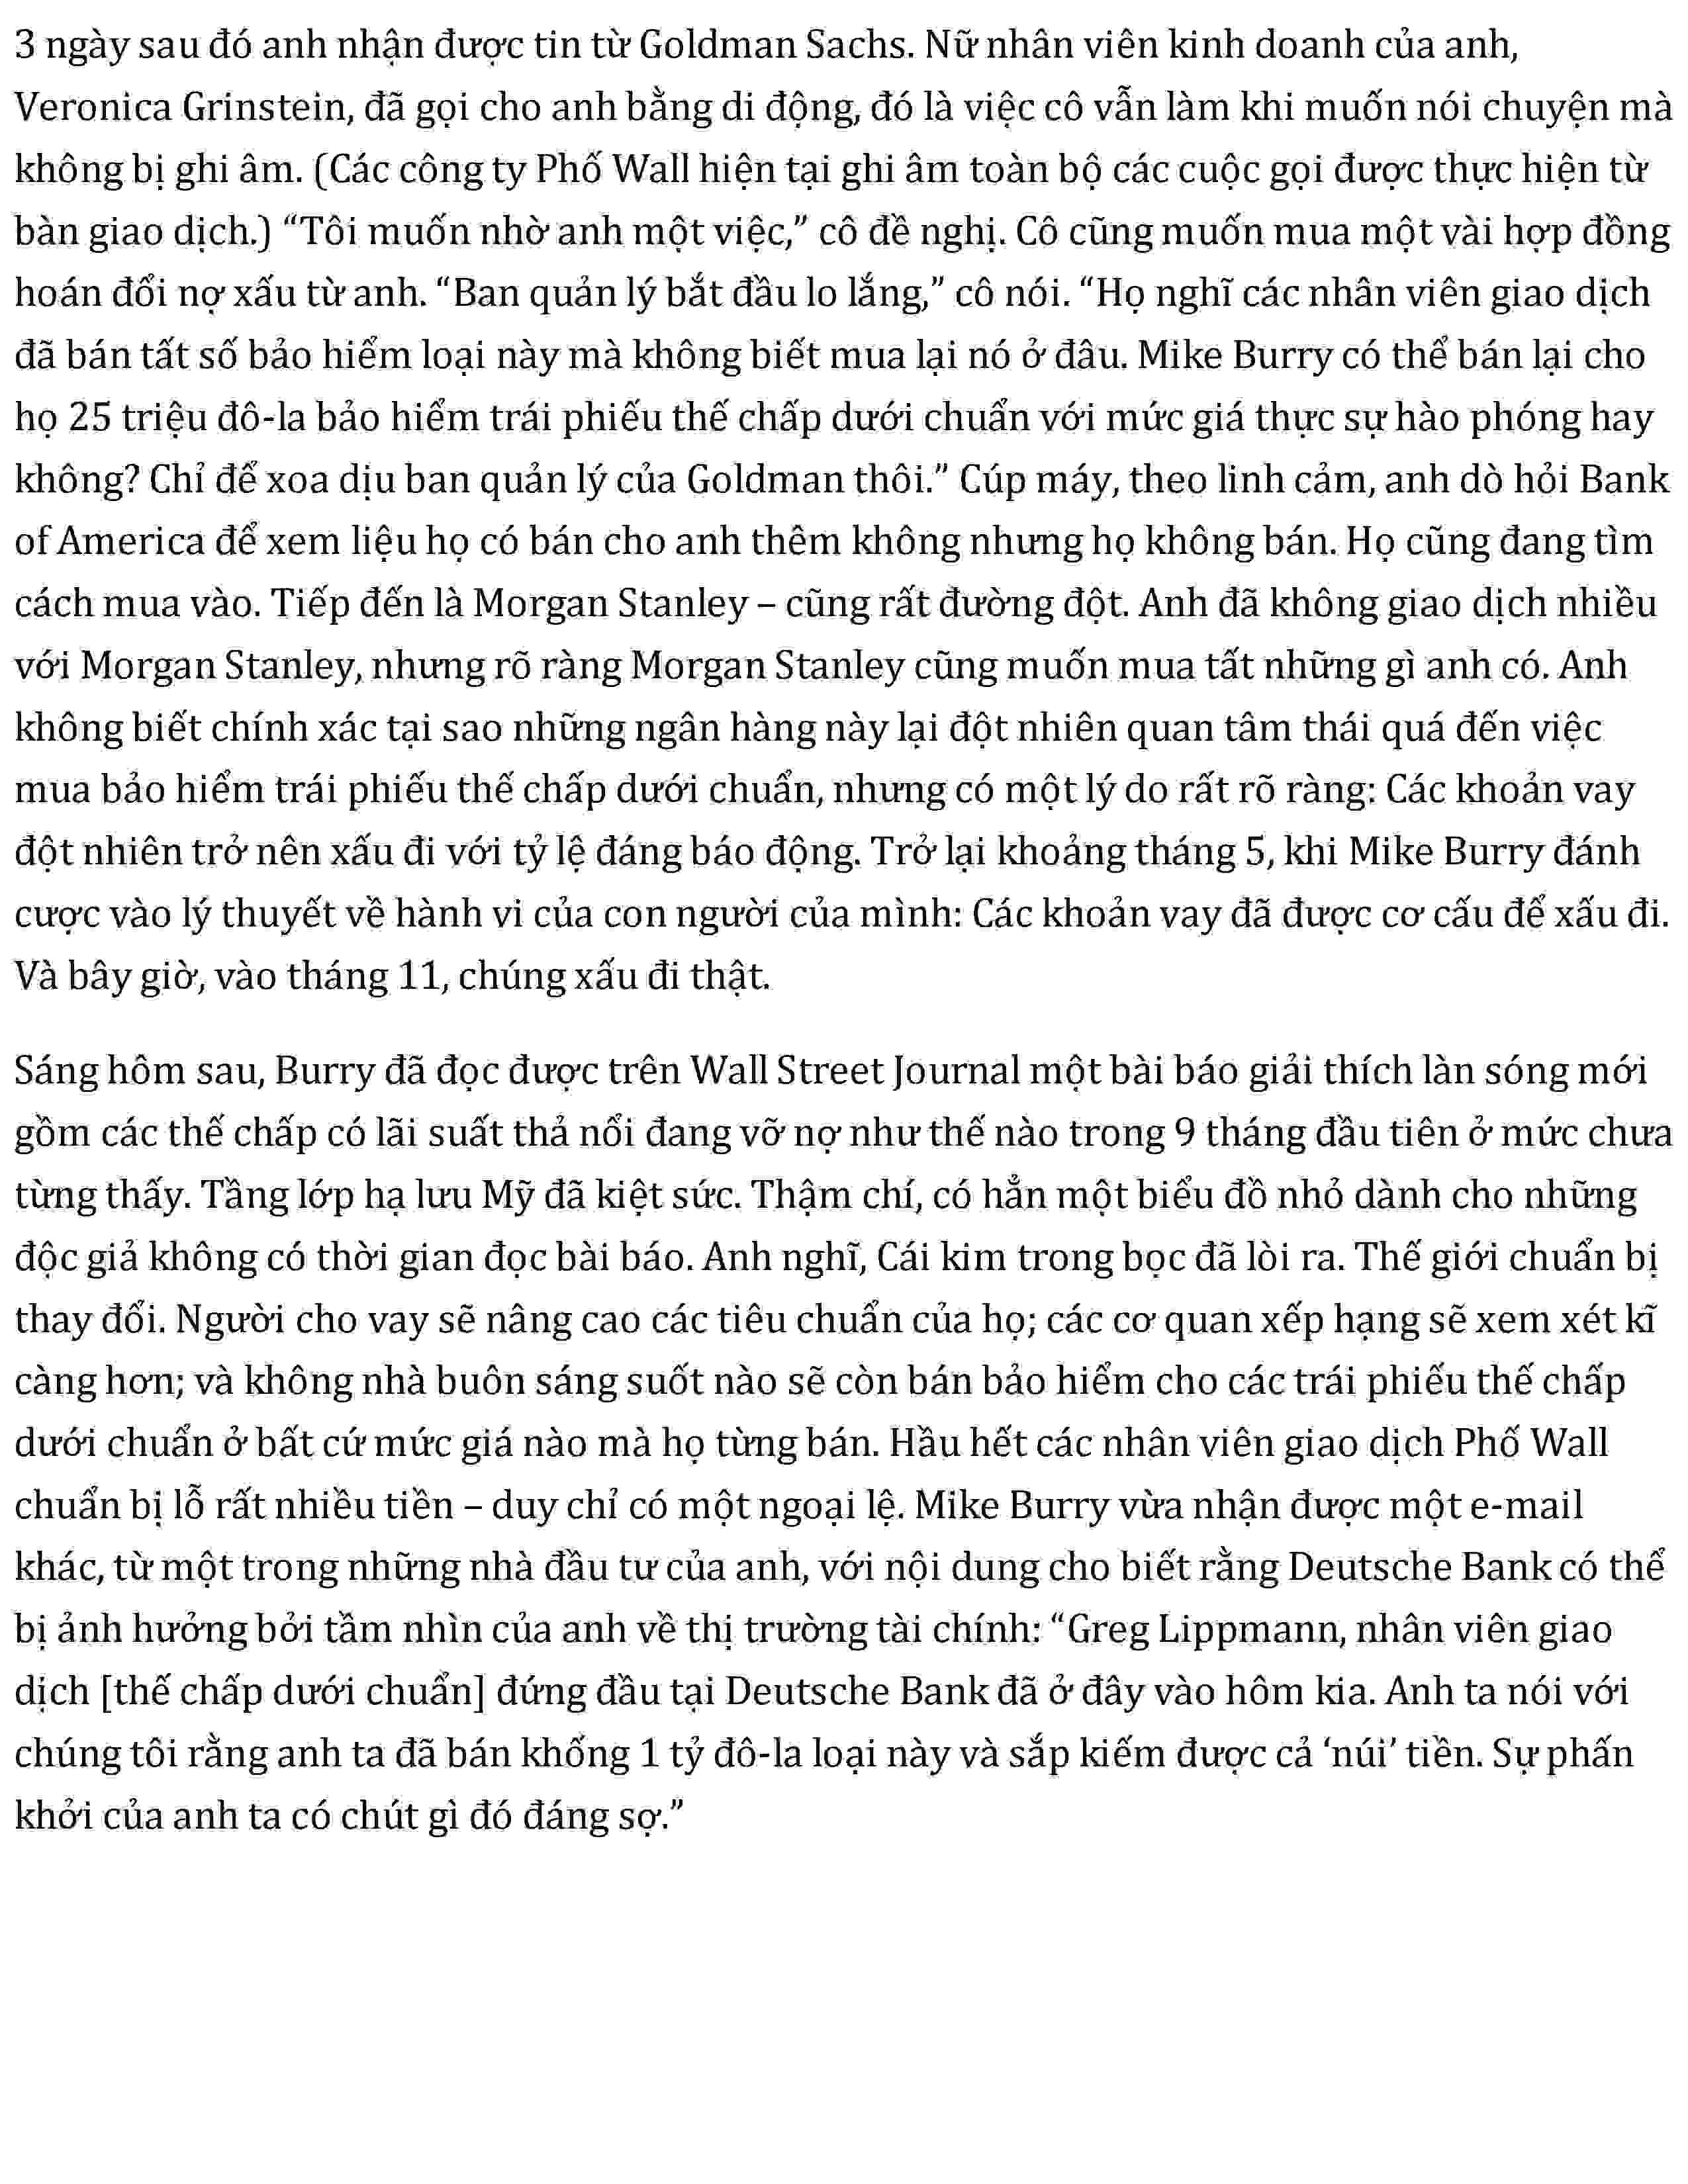 3 ngày sau đó anh nhận được tin từ Goldman Sachs. Nữ nhân viên kinh doanh của anh,
Veronica Grinstein, đã gọi cho anh bằng di động, đó là việc cô vẫn làm khi muốn nói chuyện mà
không bị ghi âm. (Các công ty Phố Wall hiện tại ghi âm toàn bộ các cuộc gọi được thực hiện từ
bàn giao dịch.) “Tôi muốn nhờ anh một việc,” cô đề nghị. Cô cũng muốn mua một vài hợp đồng
hoán đổi nợ xấu từ anh. “Ban quản lý bắt đầu lo lắng,” cô nói. “Họ nghĩ các nhân viên giao dịch
đã bán tất số bảo hiểm loại này mà không biết mua lại nó ở đâu. Mike Burry có thể bán lại cho
họ 25 triệu đô-la bảo hiểm trái phiếu thế chấp dưới chuẩn với mức giá thực sự hào phóng hay
không? Chỉ để xoa dịu ban quản lý của Goldman thôi.” Cúp máy, theo linh cảm, anh dò hỏi Bank
of America để xem liệu họ có bán cho anh thêm không nhưng họ không bán. Họ cũng đang tìm
cách mua vào. Tiếp đến là Morgan Stanley – cũng rất đường đột. Anh đã không giao dịch nhiều
với Morgan Stanley, nhưng rõ ràng Morgan Stanley cũng muốn mua tất những gì anh có. Anh
không biết chính xác tại sao những ngân hàng này lại đột nhiên quan tâm thái quá đến việc
mua bảo hiểm trái phiếu thế chấp dưới chuẩn, nhưng có một lý do rất rõ ràng: Các khoản vay
đột nhiên trở nên xấu đi với tỷ lệ đáng báo động. Trở lại khoảng tháng 5, khi Mike Burry đánh
cược vào lý thuyết về hành vi của con người của mình: Các khoản vay đã được cơ cấu để xấu đi.
Và bây giờ, vào tháng 11, chúng xấu đi thật.
Sáng hôm sau, Burry đã đọc được trên Wall Street Journal một bài báo giải thích làn sóng mới
gồm các thế chấp có lãi suất thả nổi đang vỡ nợ như thế nào trong 9 tháng đầu tiên ở mức chưa
từng thấy. Tầng lớp hạ lưu Mỹ đã kiệt sức. Thậm chí, có hẳn một biểu đồ nhỏ dành cho những
độc giả không có thời gian đọc bài báo. Anh nghĩ, Cái kim trong bọc đã lòi ra. Thế giới chuẩn bị
thay đổi. Người cho vay sẽ nâng cao các tiêu chuẩn của họ; các cơ quan xếp hạng sẽ xem xét kĩ
càng hơn; và không nhà buôn sáng suốt nào sẽ còn bán bảo hiểm cho các trái phiếu thế chấp
dưới chuẩn ở bất cứ mức giá nào mà họ từng bán. Hầu hết các nhân viên giao dịch Phố Wall
chuẩn bị lỗ rất nhiều tiền – duy chỉ có một ngoại lệ. Mike Burry vừa nhận được một e-mail
khác, từ một trong những nhà đầu tư của anh, với nội dung cho biết rằng Deutsche Bank có thể
bị ảnh hưởng bởi tầm nhìn của anh về thị trường tài chính: “Greg Lippmann, nhân viên giao
dịch [thế chấp dưới chuẩn] đứng đầu tại Deutsche Bank đã ở đây vào hôm kia. Anh ta nói với
chúng tôi rằng anh ta đã bán khống 1 tỷ đô-la loại này và sắp kiếm được cả ‘núi’ tiền. Sự phấn
khởi của anh ta có chút gì đó đáng sợ.”